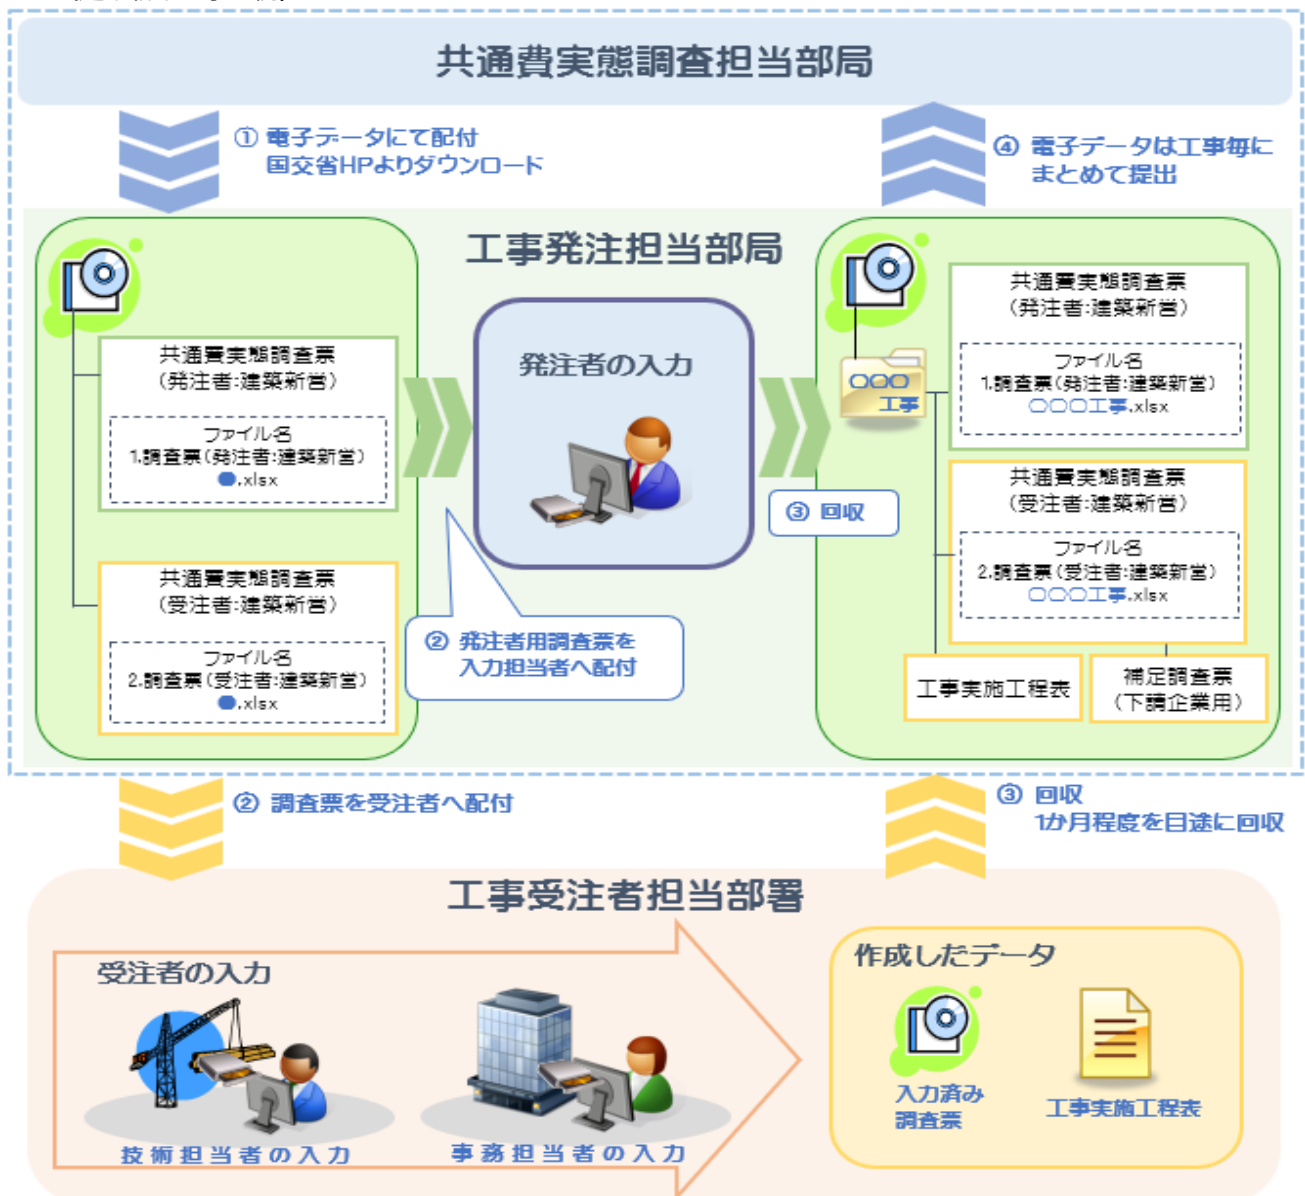 共通費実態調査担当部局
① 電子データにて配付
国交省HPよりダウンロード
④ 電子データは工事毎に
まとめて提出
工事発注担当部局
共通費実態調査票
(発注者:建築新営)
ファイル名
1.調査票(発注者:建築新営)
●.xlsx
共通費実態調査票
(受注者:建築新営)
ファイル名
2.調査票(受注者:建築新営)
●.xlsx
発注者の入力
② 発注者用調査票を
入力担当者へ配付
③ 回収
〇〇〇
工事
共通費実態調査票
(発注者:建築新営)
ファイル名
1.調査票(発注者:建築新営)
〇〇〇工事.xlsx
共通費実態調査票
(受注者:建築新営)
ファイル名
2.調査票(受注者:建築新営)
〇〇〇工事.xlsx
工事実施工程表
補足調査票
(下請企業用)
② 調査票を受注者へ配付
③ 回収
1か月程度を目途に回収
工事受注者担当部署
受注者の入力
技術担当者の入力
事務担当者の入力
作成したデータ
入力済み
調査票
工事実施工程表